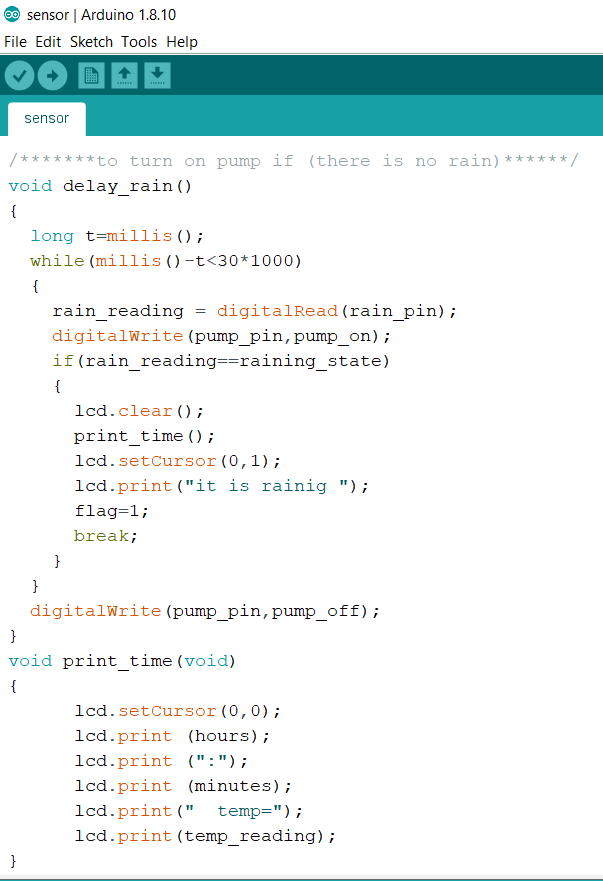 sensor | Arduino 1.8.10
File Edit Sketch Tools Help
sensor
/*******to turn on pump if (there is no rain)******/
void delay_rain()
{
  long t=millis();
  while(millis()-t<30*1000)
  {
    rain_reading = digitalRead(rain_pin);
    digitalWrite(pump_pin,pump_on);
    if(rain_reading==raining_state)
    {
      lcd.clear();
      print_time();
      lcd.setCursor(0,1);
      lcd.print("it is rainig ");
      flag=1;
      break;
    }
  }
  digitalWrite(pump_pin,pump_off);
}
void print_time(void)
{
      lcd.setCursor(0,0);
      lcd.print (hours);
      lcd.print (":");
      lcd.print (minutes);
      lcd.print("  temp=");
      lcd.print(temp_reading);
}